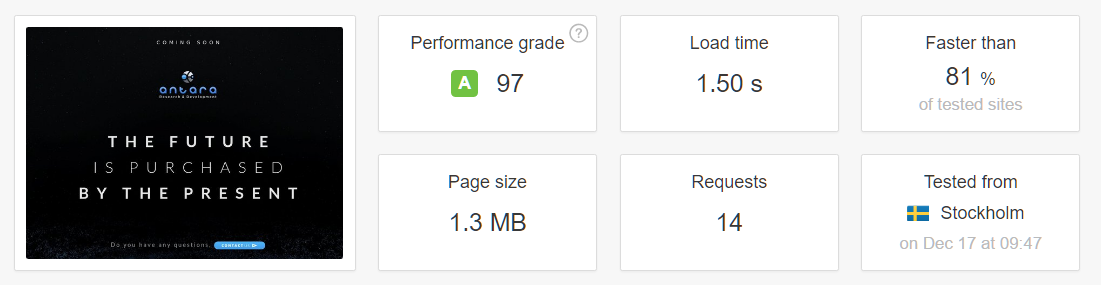 COMING SOON
antara
Research & Development
THE FUTURE
IS PURCHASED
BY THE PRESENT
Do you have any questions,
Performance grade ?
A 97
Load time
1.50 s
Faster than
81 %
of tested sites
Page size
1.3 MB
Requests
14
Tested from
Stockholm
on Dec 17 at 09:47